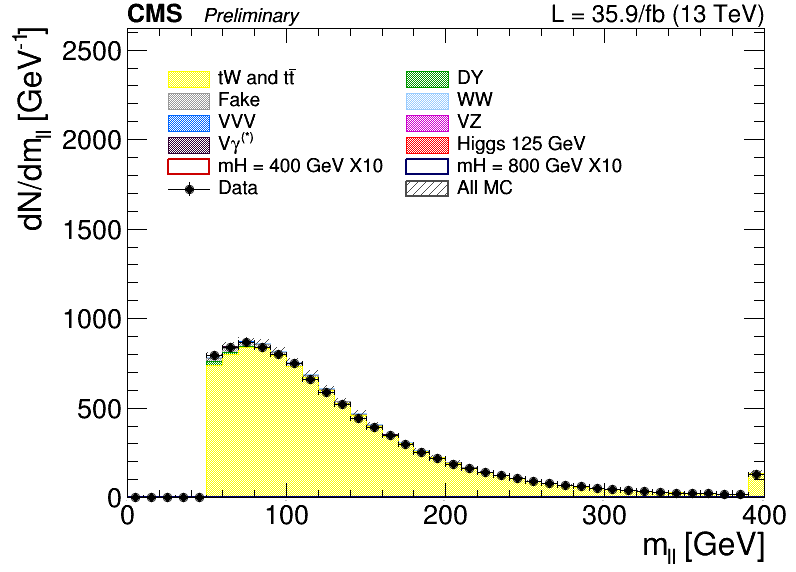 CMS Preliminary L = 35.9/fb (13 TeV)
dN/dm_ll [GeV⁻¹]
2500
2000
1500
1000
500
0
tW and tt̄ DY
Fake WW
VVV VZ
Vγ⁽*⁾ Higgs 125 GeV
mH = 400 GeV X10 mH = 800 GeV X10
Data All MC
0 100 200 300 400
m_ll [GeV]